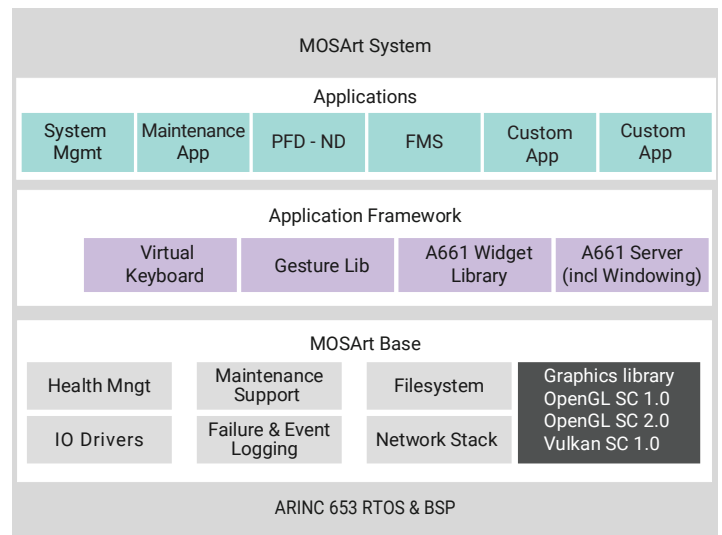 MOSArt System
Applications
System
Mgmt
Maintenance
App
PFD - ND
FMS
Custom
App
Custom
App
Application Framework
Virtual
Keyboard
Gesture Lib
A661 Widget
Library
A661 Server
(incl Windowing)
MOSArt Base
Health Mngt
Maintenance
Support
Filesystem
IO Drivers
Failure & Event
Logging
Network Stack
Graphics library
OpenGL SC 1.0
OpenGL SC 2.0
Vulkan SC 1.0
ARINC 653 RTOS & BSP